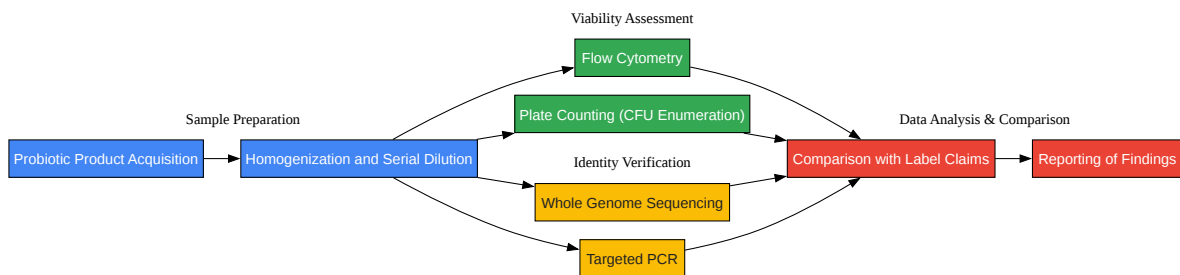 Viability Assessment
Flow Cytometry
Plate Counting (CFU Enumeration)
Sample Preparation
Probiotic Product Acquisition
Homogenization and Serial Dilution
Identity Verification
Whole Genome Sequencing
Targeted PCR
Data Analysis & Comparison
Comparison with Label Claims
Reporting of Findings